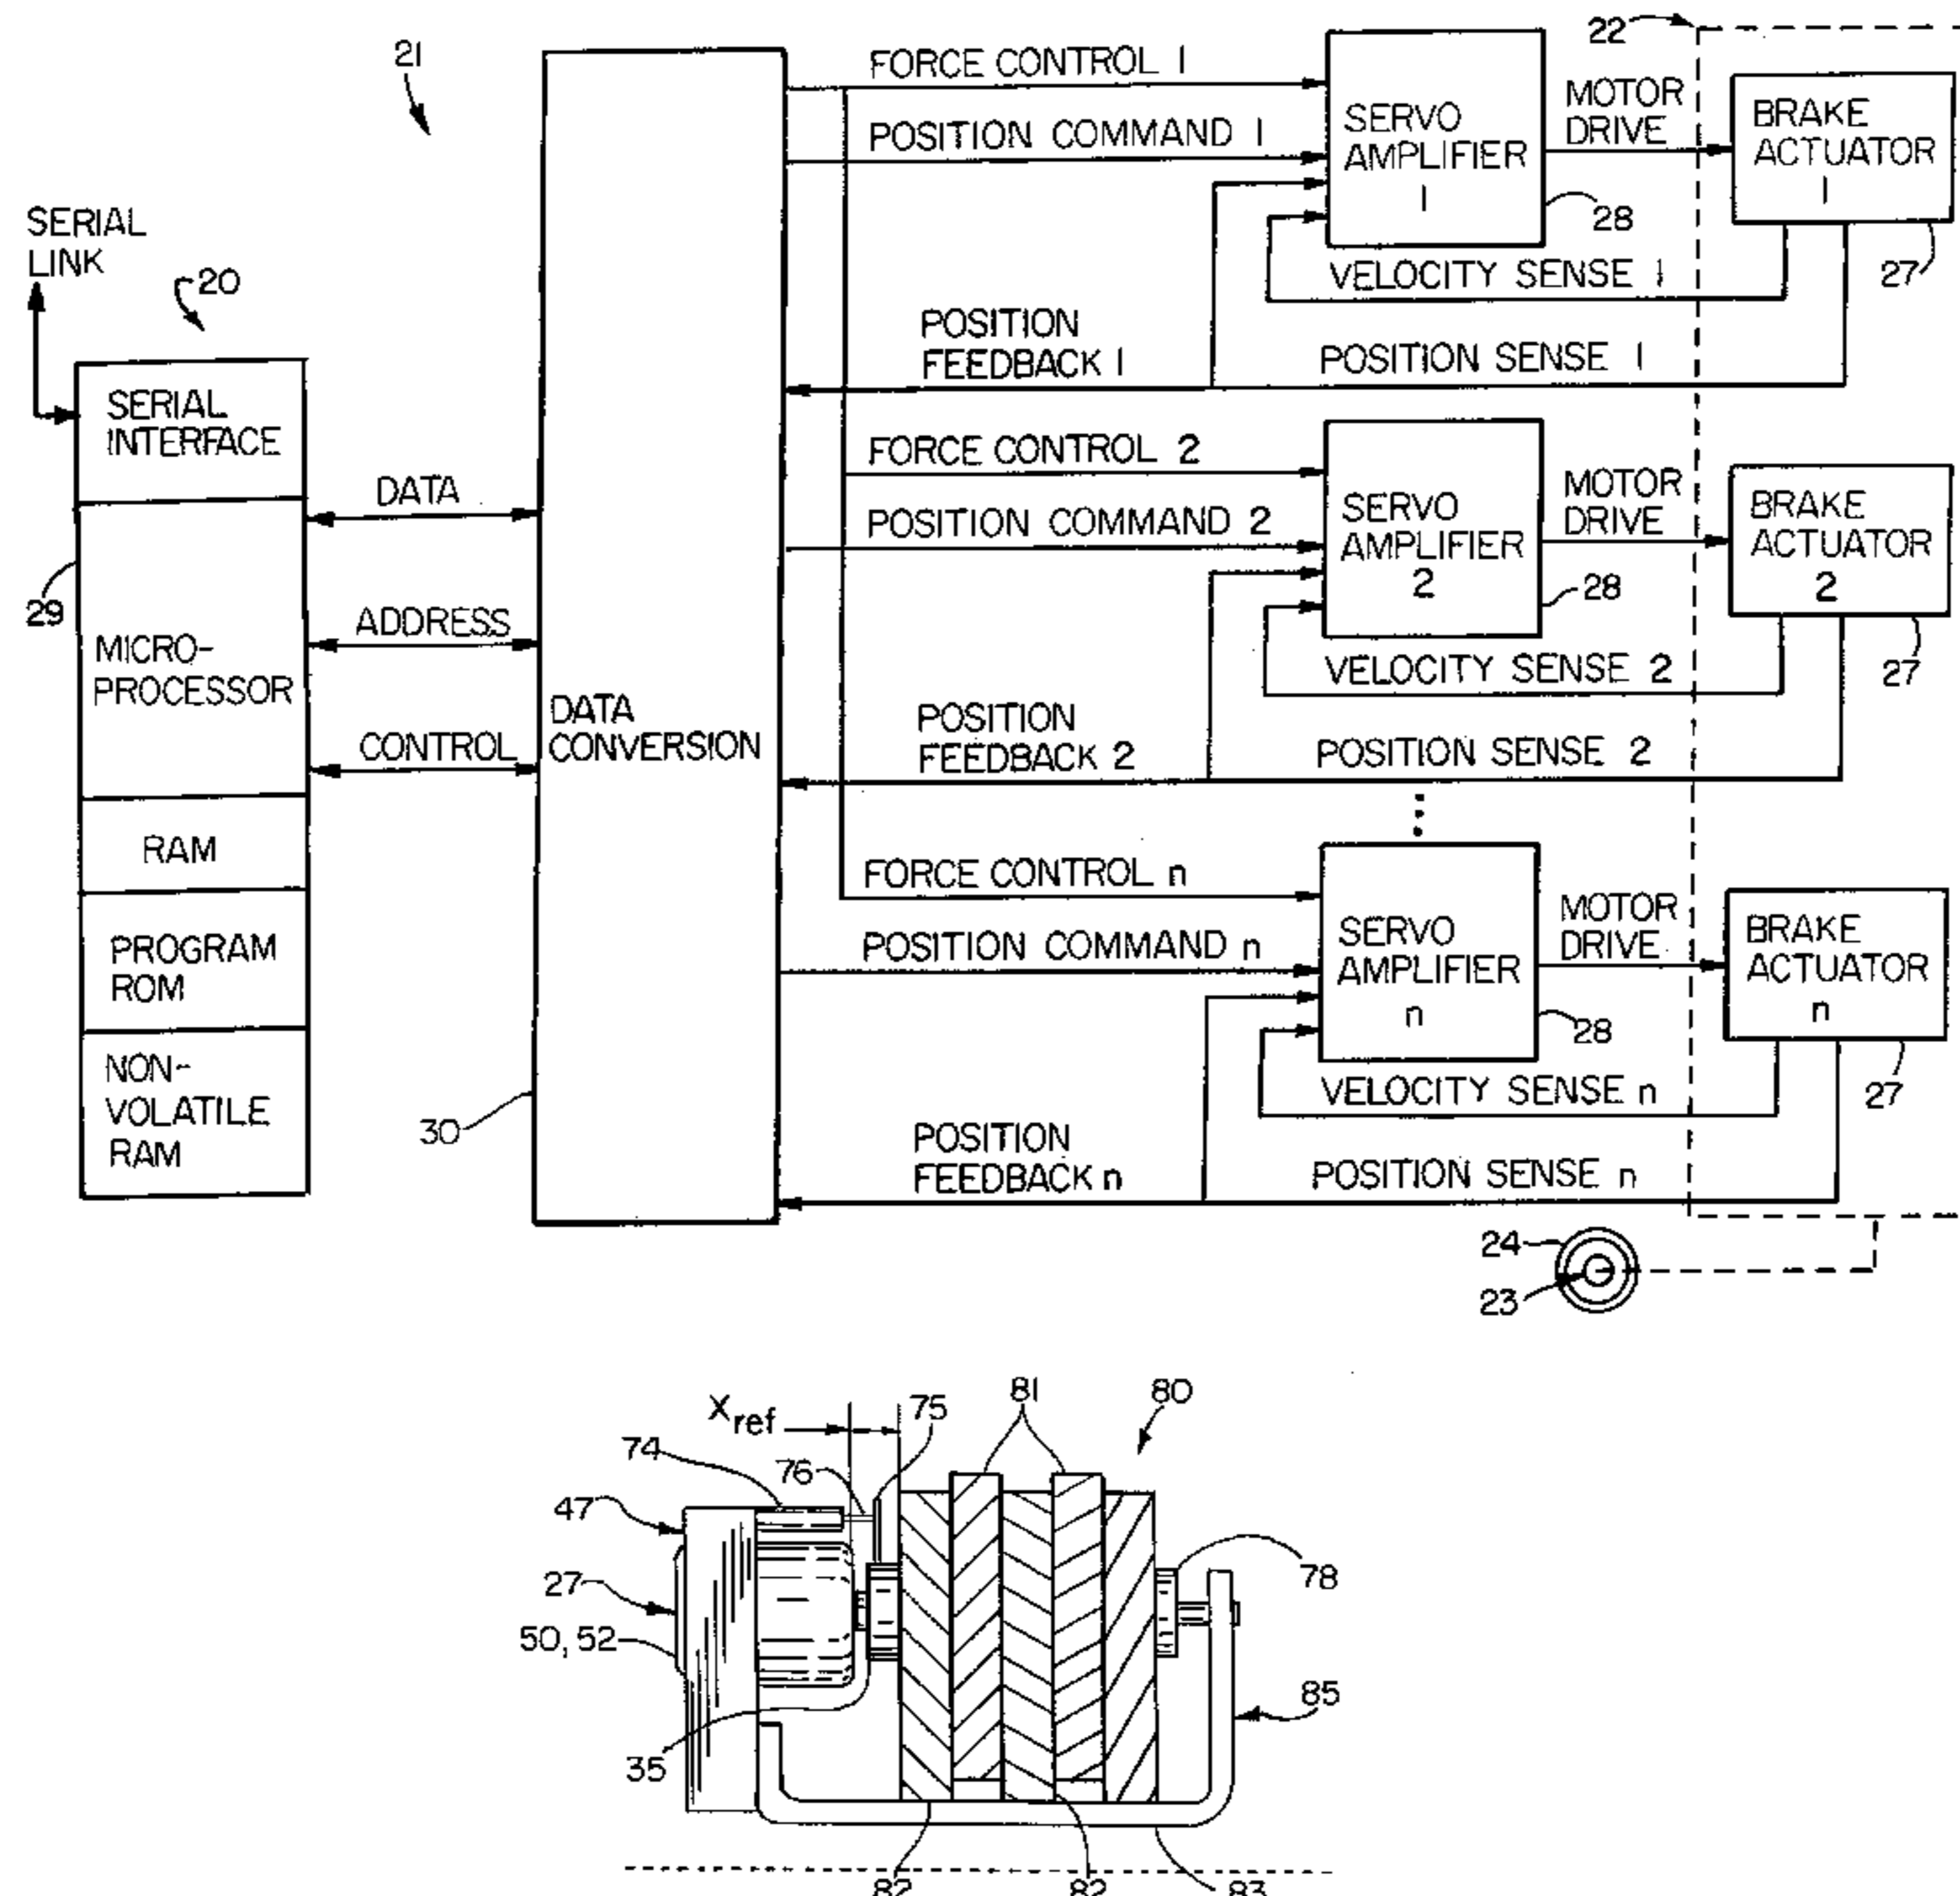 21
22
FORCE CONTROL 1
POSITION COMMAND 1
SERVO
AMPLIFIER
1
MOTOR
DRIVE
BRAKE
ACTUATOR
1
28
27
VELOCITY SENSE 1
POSITION
FEEDBACK 1
POSITION SENSE 1
SERIAL
LINK
20
SERIAL
INTERFACE
29
MICRO-
PROCESSOR
RAM
PROGRAM
ROM
NON-
VOLATILE
RAM
DATA
ADDRESS
CONTROL
DATA
CONVERSION
30
FORCE CONTROL 2
POSITION COMMAND 2
SERVO
AMPLIFIER
2
MOTOR
DRIVE
BRAKE
ACTUATOR
2
28
27
VELOCITY SENSE 2
POSITION
FEEDBACK 2
POSITION SENSE 2
FORCE CONTROL n
POSITION COMMAND n
SERVO
AMPLIFIER
n
MOTOR
DRIVE
BRAKE
ACTUATOR
n
28
27
VELOCITY SENSE n
POSITION
FEEDBACK n
POSITION SENSE n
24
23
Xref
75
81
80
74
76
47
27
50, 52
78
85
35
82
82
83